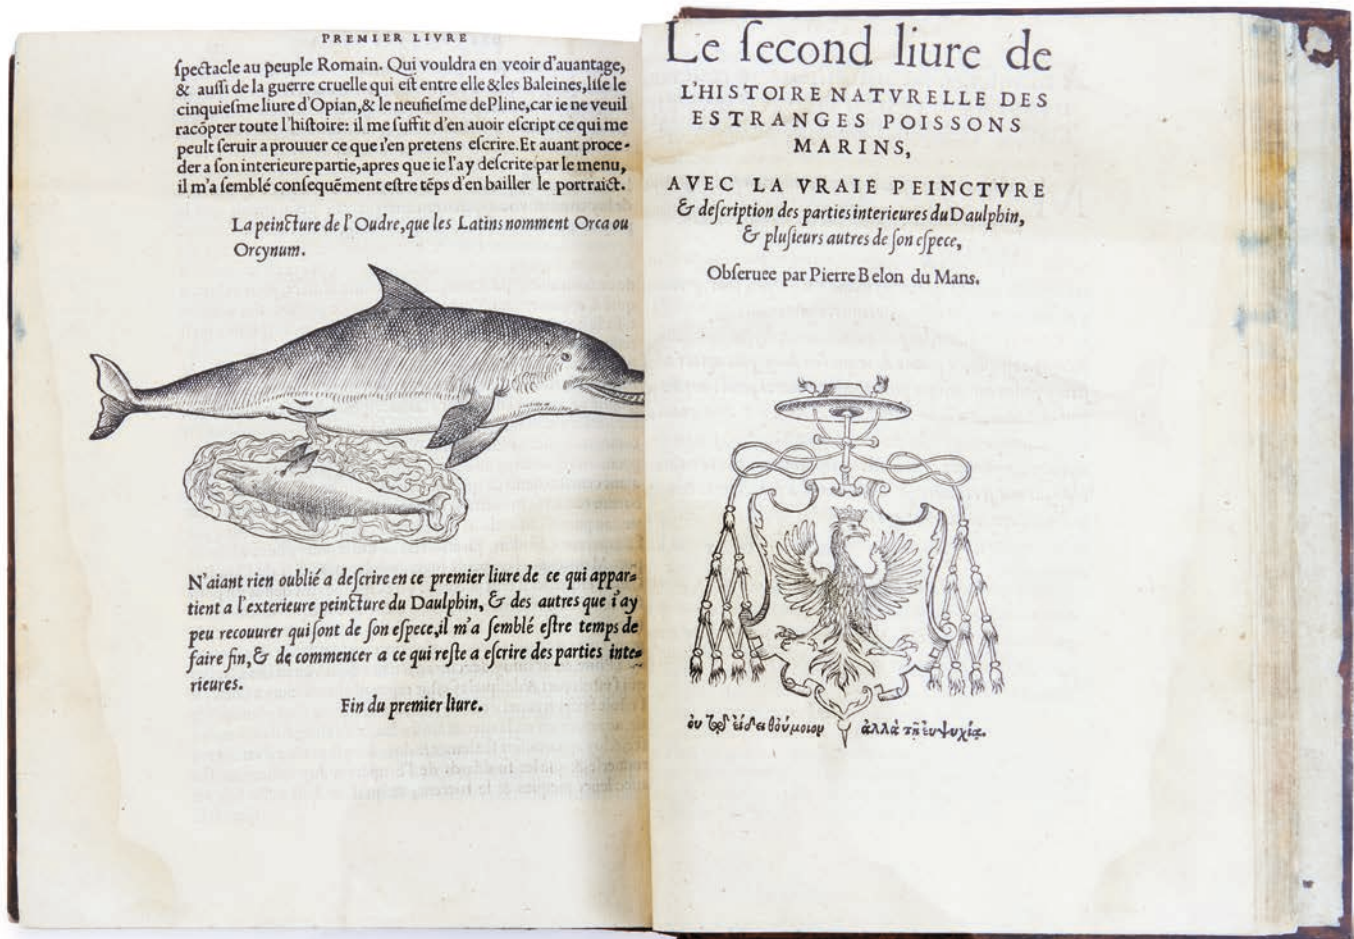 PREMIER LIVRE
ſpectacle au peuple Romain. Qui vouldra en veoir d'auantage,
& auſſi de la guerre cruelle qui eſt entre elle &les Baleines, liſe le
cinquieſme liure d'Opian, & le neufieſme de Pline, car ie ne veuil
racõpter toute l'hiſtoire: il me ſuffit d'en auoir eſcript ce qui me
peult ſeruir a prouuer ce que i'en pretens eſcrire. Et auant proce-
der a ſon interieure partie, apres que ie l'ay deſcrite par le menu,
il m'a ſemblé conſequẽment eſtre tẽps d'en bailler le portraict.
La peincture de l'Oudre, que les Latins nomment Orca ou
Orcynum.
N'aiant rien oublié a deſcrire en ce premier liure de ce qui appar-
tient a l'exterieure peincture du Daulphin, & des autres que i'ay
peu recouurer qui ſont de ſon eſpece, il m'a ſemblé eſtre temps de
faire fin, & de commencer a ce qui reſte a eſcrire des parties inte-
rieures.
Fin du premier liure.
Le ſecond liure de
L'HISTOIRE NATVRELLE DES
ESTRANGES POISSONS
MARINS,
AVEC LA VRAIE PEINCTVRE
& deſcription des parties interieures du Daulphin,
& pluſieurs autres de ſon eſpece,
Obſeruee par Pierre Belon du Mans.
ἀλλὰ τῇ εὐψυχίᾳ.